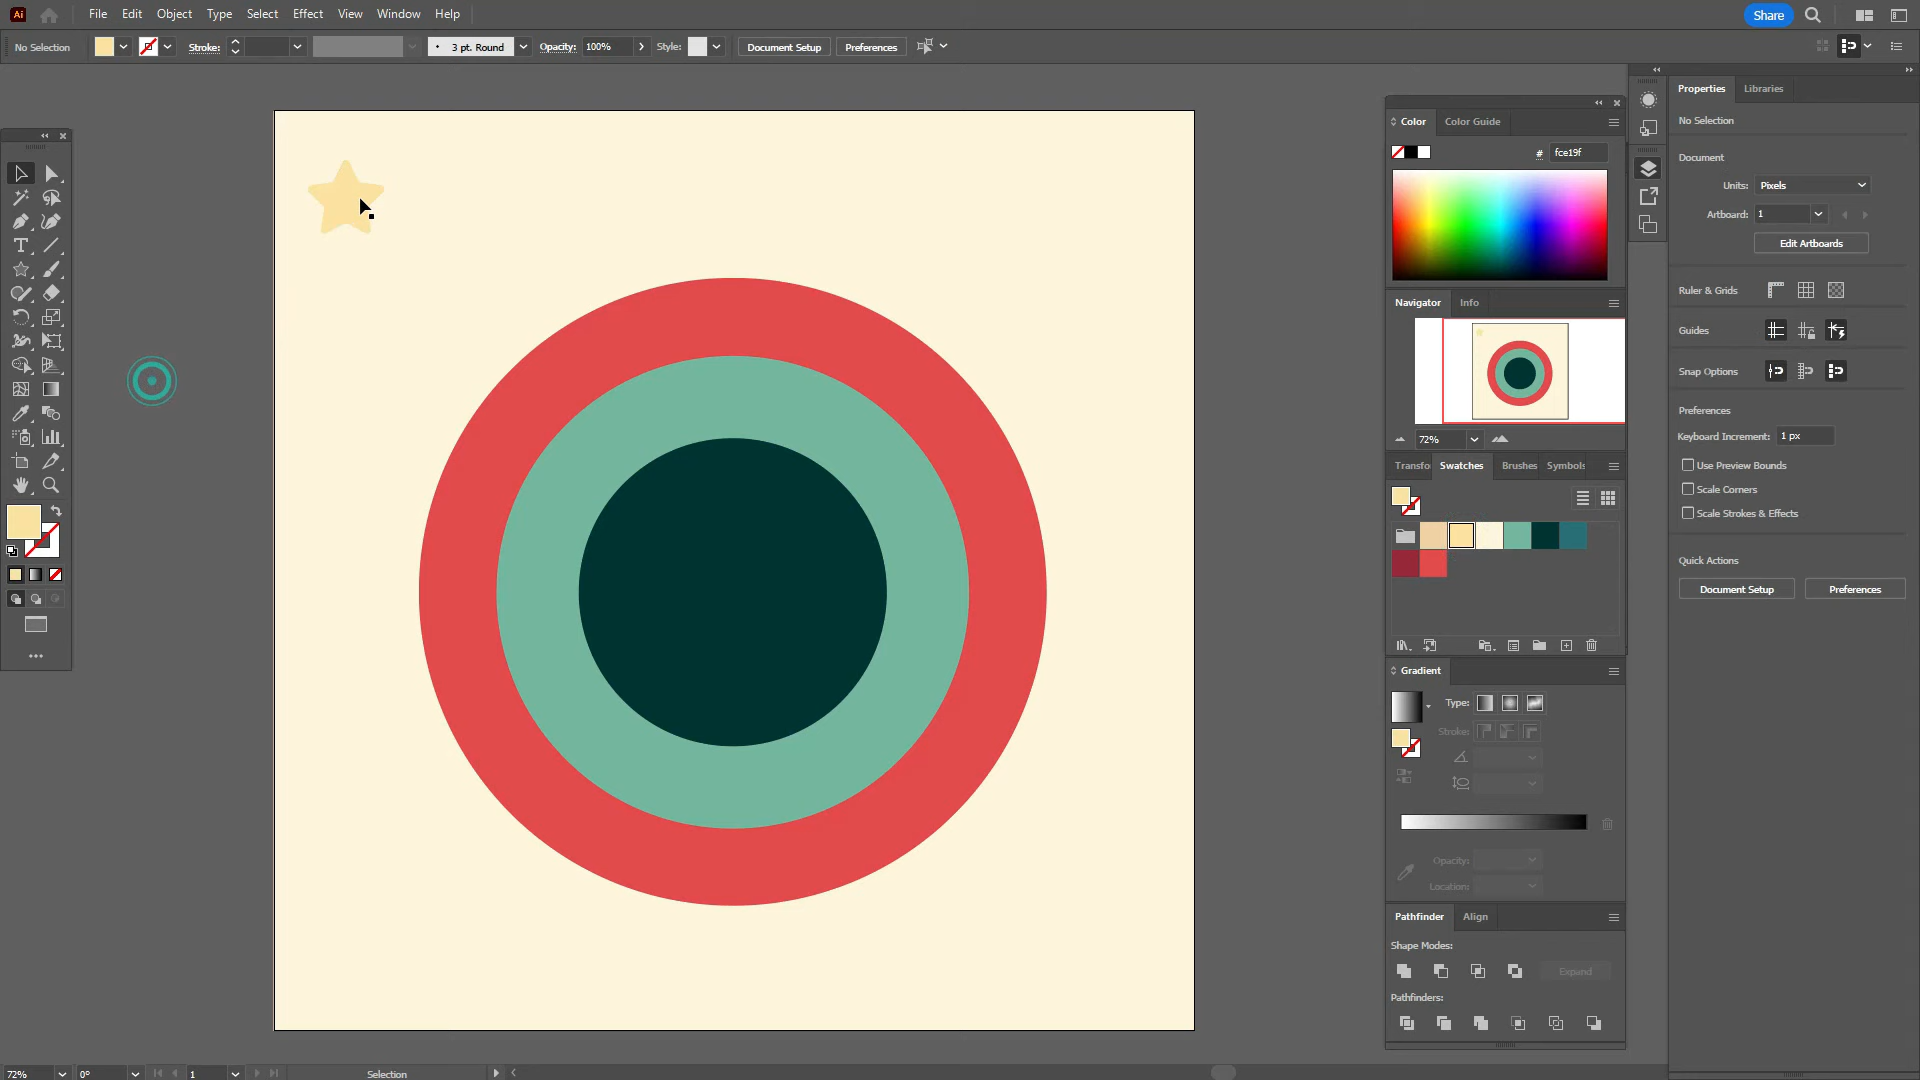 Ai File Edit Object Type Select Effect View Window Help Share
No Selection Stroke: 3 pt. Round Opacity: 100% Style: Document Setup Preferences
Properties Libraries
No Selection
Document
Units: Pixels
Artboard: 1
Edit Artboards
Ruler & Grids
Guides
Snap Options
Preferences
Keyboard Increment: 1 px
Use Preview Bounds
Scale Corners
Scale Strokes & Effects
Quick Actions
Document Setup Preferences
Color Color Guide
# fce19f
Navigator Info
72%
Transfo Swatches Brushes Symbols
Gradient
Type:
Stroke:
Opacity:
Location:
Pathfinder Align
Shape Modes:
Expand
Pathfinders:
72% 0° 1 Selection